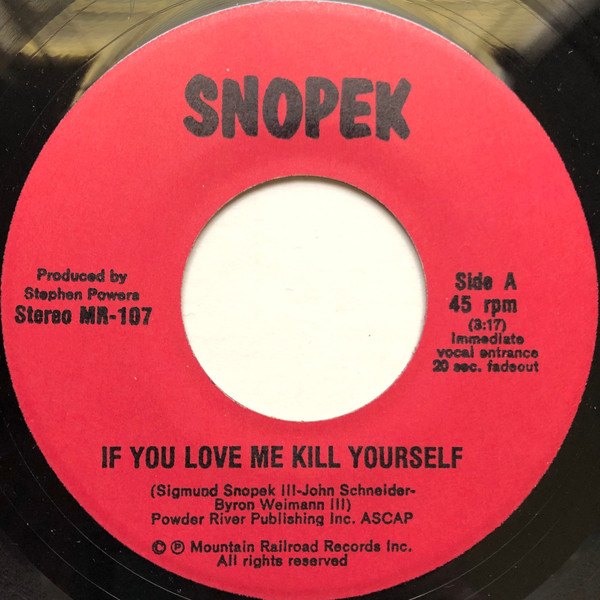 SNOPEK
Produced by
Stephen Powers
Stereo MR-107
Side A
45 rpm
(3:17)
Immediate
vocal entrance
20 sec. fadeout
IF YOU LOVE ME KILL YOURSELF
(Sigmund Snopek III-John Schneider-
Byron Weimann III)
Powder River Publishing Inc. ASCAP
© ℗ Mountain Railroad Records Inc.
All rights reserved